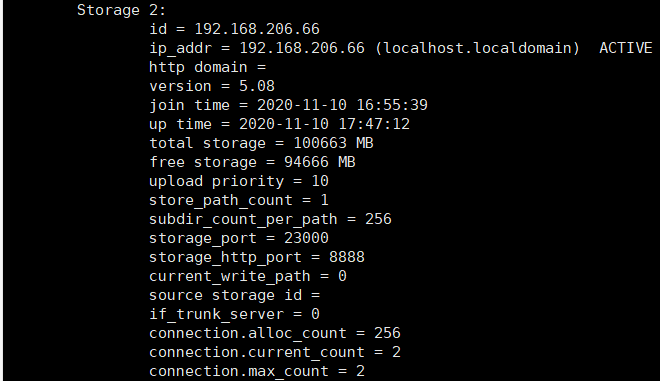 Storage 2:
id = 192.168.206.66
ip_addr = 192.168.206.66 (localhost.localdomain)  ACTIVE
http domain =
version = 5.08
join time = 2020-11-10 16:55:39
up time = 2020-11-10 17:47:12
total storage = 100663 MB
free storage = 94666 MB
upload priority = 10
store_path_count = 1
subdir_count_per_path = 256
storage_port = 23000
storage_http_port = 8888
current_write_path = 0
source storage id =
if_trunk_server = 0
connection.alloc_count = 256
connection.current_count = 2
connection.max_count = 2